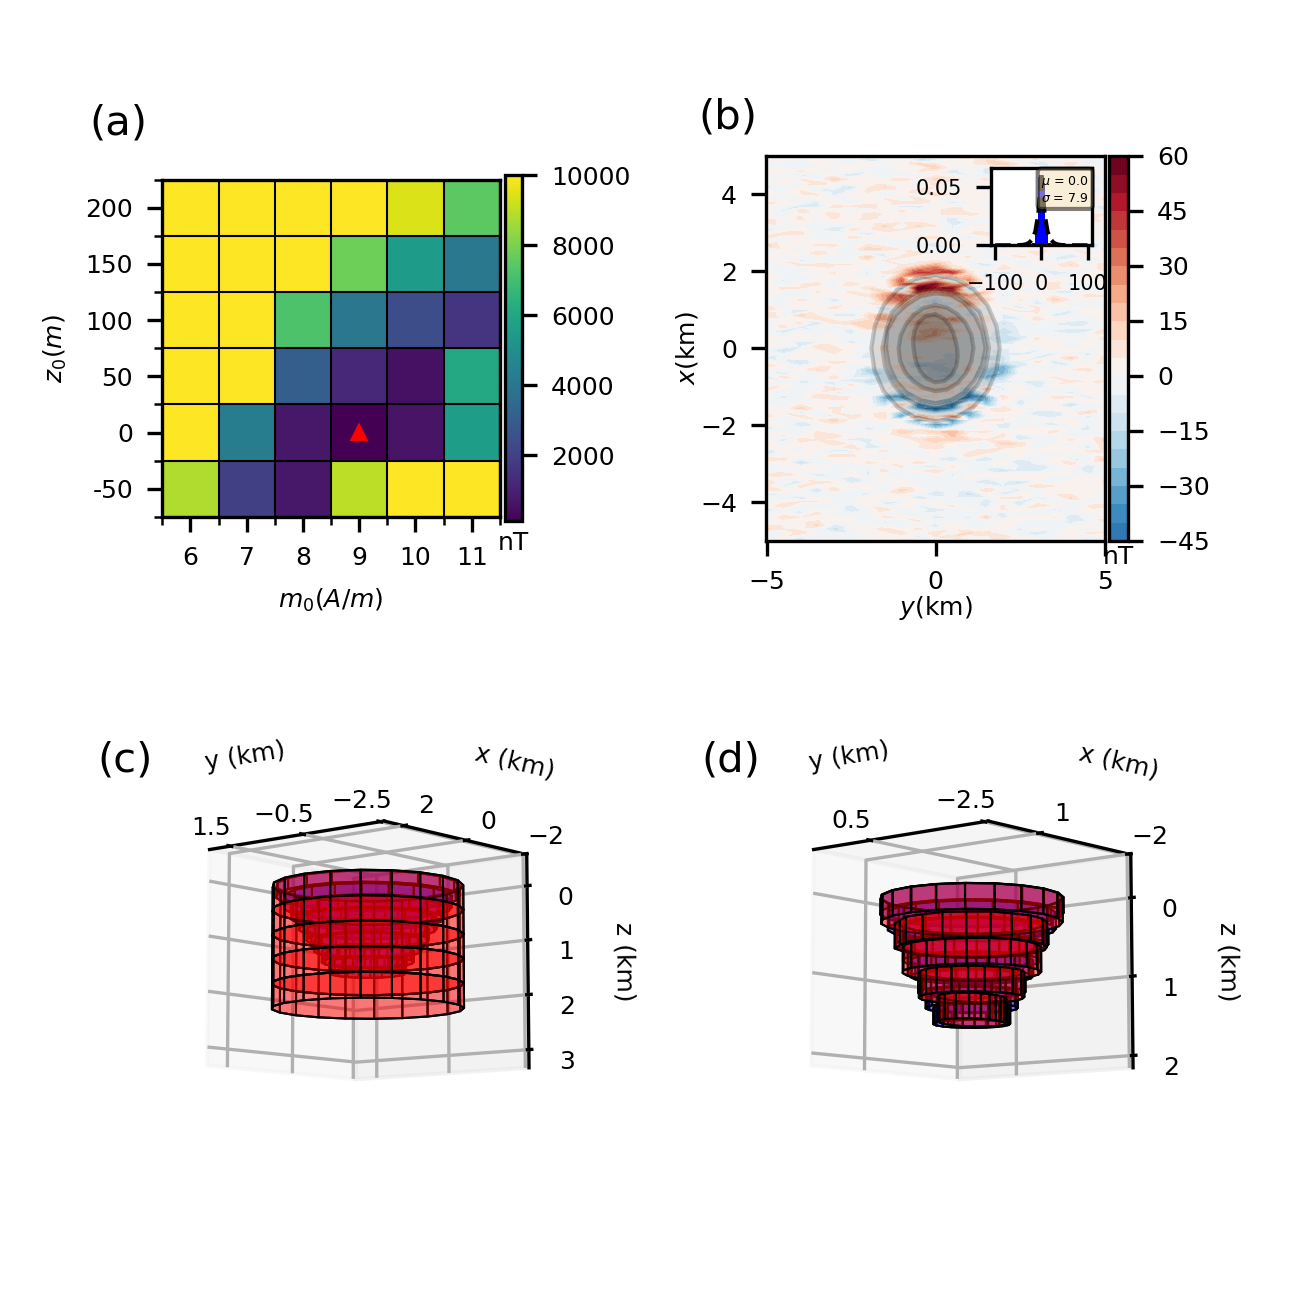 (a)
200
150
100
50
0
-50
z₀(m)
6 7 8 9 10 11
m₀(A/m)
10000
8000
6000
4000
2000
nT
(b)
4
2
0
−2
−4
x(km)
−5 0 5
y(km)
0.05
0.00
−100 0 100
μ = 0.0
σ = 7.9
60
45
30
15
0
−15
−30
−45
nT
(c)
y (km)
x (km)
1.5 −0.5 −2.5 2 0 −2
0
1
2
3
z (km)
(d)
y (km)
x (km)
0.5 −2.5 1 −2
0
1
2
z (km)